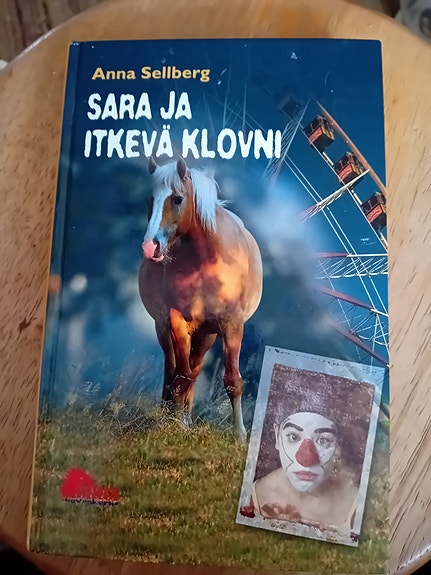 Anna Sellberg
SARA JA
ITKEVÄ KLOVNI